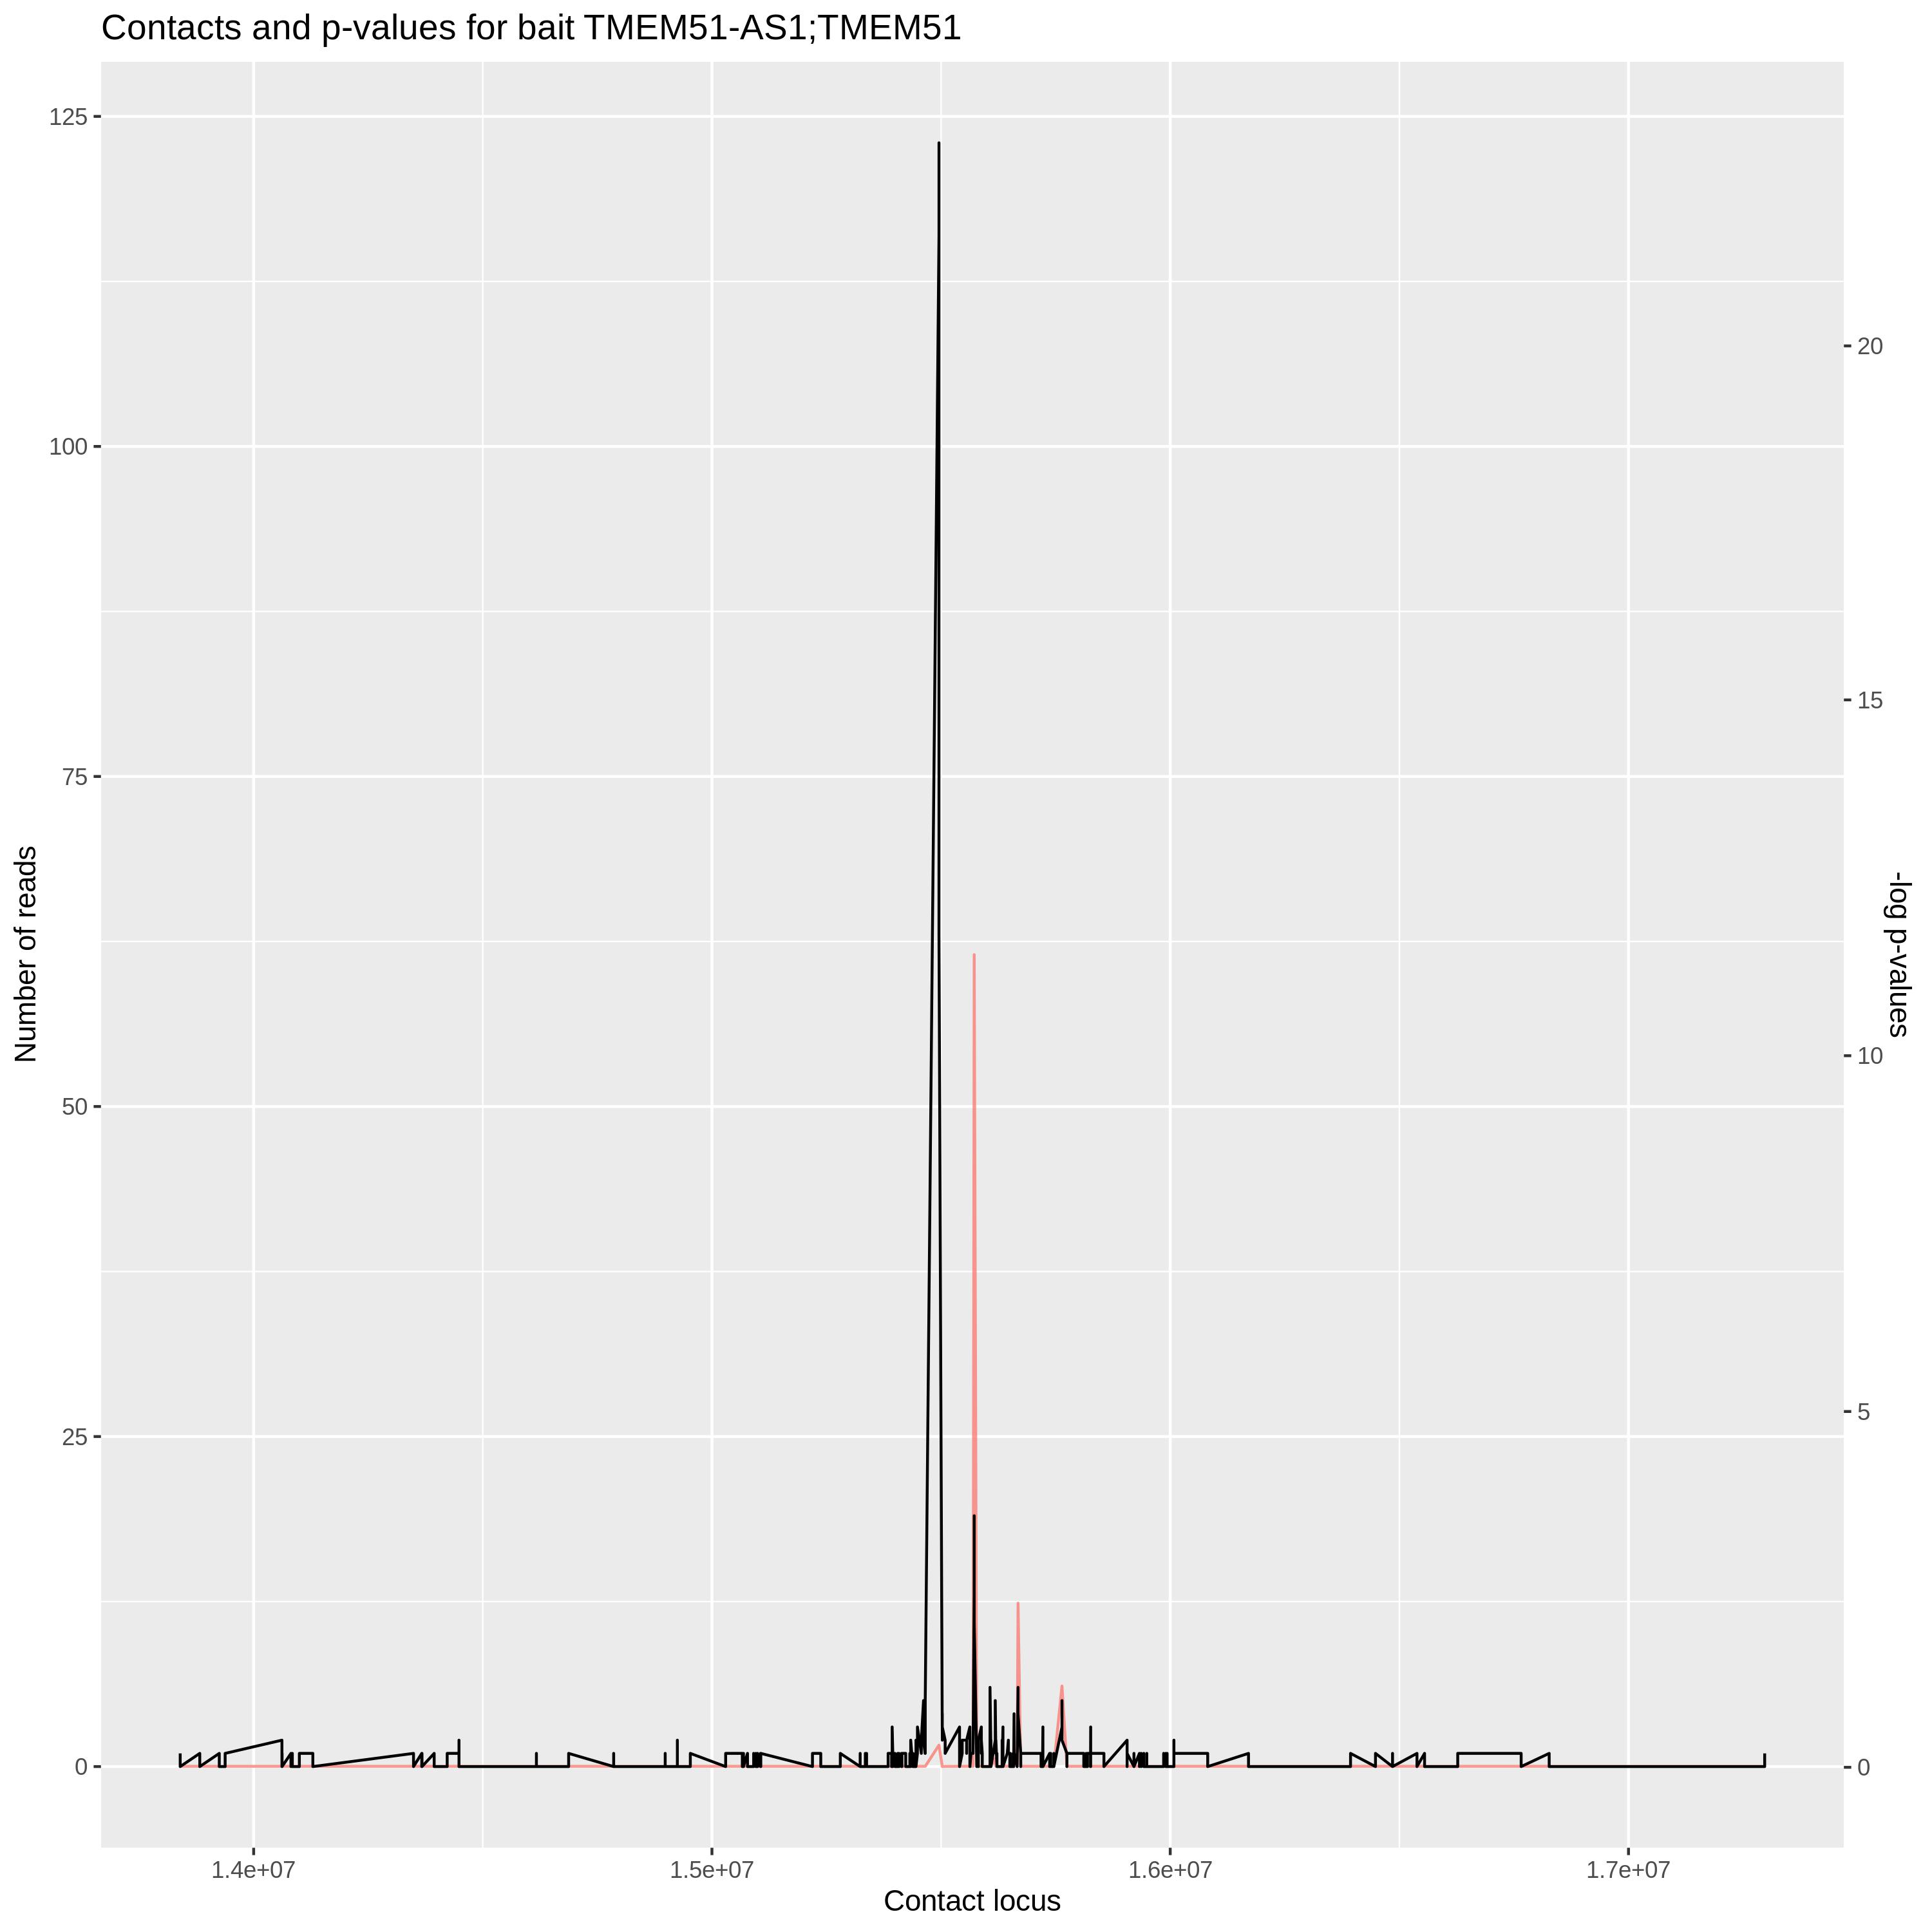 Contacts and p-values for bait TMEM51-AS1;TMEM51
125
100
75
50
25
0
Number of reads
20
15
10
5
0
-log p-values
1.4e+07
1.5e+07
1.6e+07
1.7e+07
Contact locus